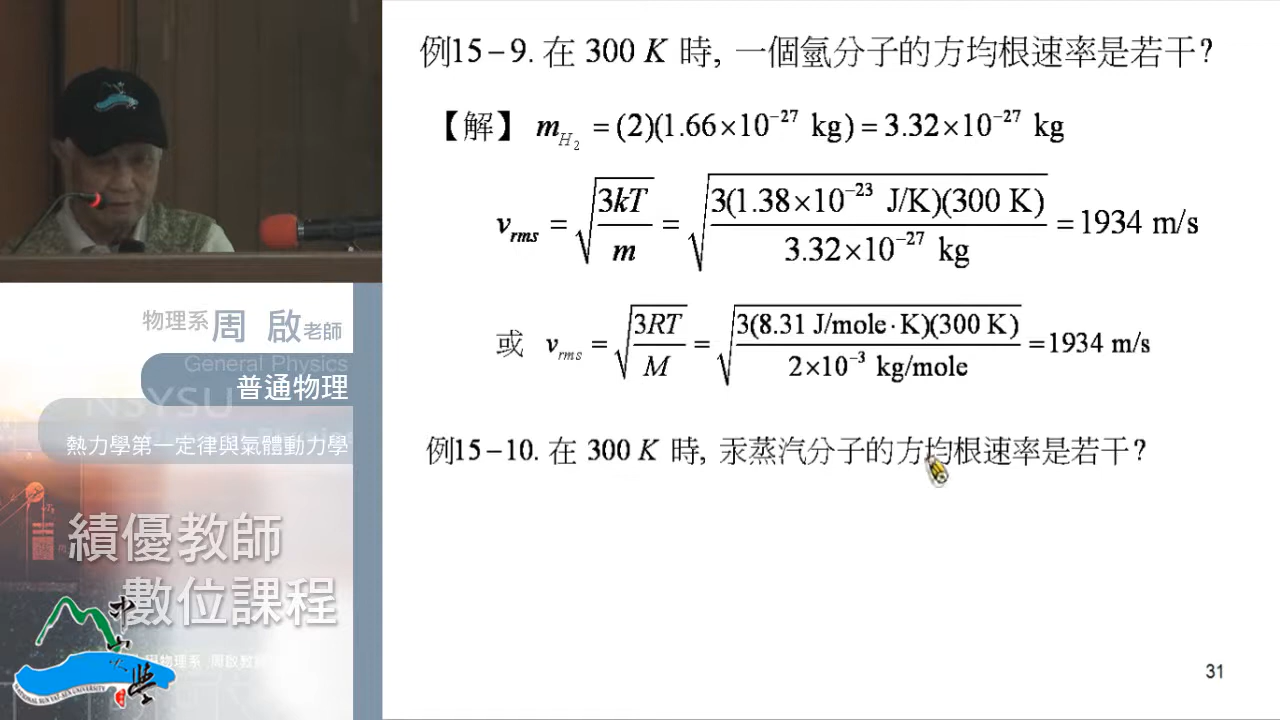 例15－9. 在 300 K 時, 一個氫分子的方均根速率是若干?
【解】 m_{H_2} = (2)(1.66×10^{-27} kg) = 3.32×10^{-27} kg
v_{rms} = √(3kT/m) = √(3(1.38×10^{-23} J/K)(300 K)/3.32×10^{-27} kg) = 1934 m/s
或 v_{rms} = √(3RT/M) = √(3(8.31 J/mole·K)(300 K)/2×10^{-3} kg/mole) = 1934 m/s
例15－10. 在 300 K 時, 汞蒸汽分子的方均根速率是若干?
31
物理系 周 啟 老師
General Physics
普通物理
NSYSU
熱力學第一定律與氣體動力學
績優教師
數位課程